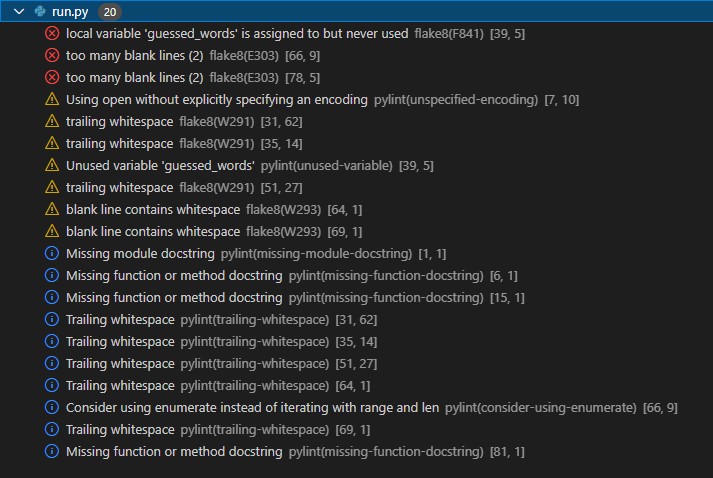 run.py 20
local variable 'guessed_words' is assigned to but never used flake8(F841) [39, 5]
too many blank lines (2) flake8(E303) [66, 9]
too many blank lines (2) flake8(E303) [78, 5]
Using open without explicitly specifying an encoding pylint(unspecified-encoding) [7, 10]
trailing whitespace flake8(W291) [31, 62]
trailing whitespace flake8(W291) [35, 14]
Unused variable 'guessed_words' pylint(unused-variable) [39, 5]
trailing whitespace flake8(W291) [51, 27]
blank line contains whitespace flake8(W293) [64, 1]
blank line contains whitespace flake8(W293) [69, 1]
Missing module docstring pylint(missing-module-docstring) [1, 1]
Missing function or method docstring pylint(missing-function-docstring) [6, 1]
Missing function or method docstring pylint(missing-function-docstring) [15, 1]
Trailing whitespace pylint(trailing-whitespace) [31, 62]
Trailing whitespace pylint(trailing-whitespace) [35, 14]
Trailing whitespace pylint(trailing-whitespace) [51, 27]
Trailing whitespace pylint(trailing-whitespace) [64, 1]
Consider using enumerate instead of iterating with range and len pylint(consider-using-enumerate) [66, 9]
Trailing whitespace pylint(trailing-whitespace) [69, 1]
Missing function or method docstring pylint(missing-function-docstring) [81, 1]